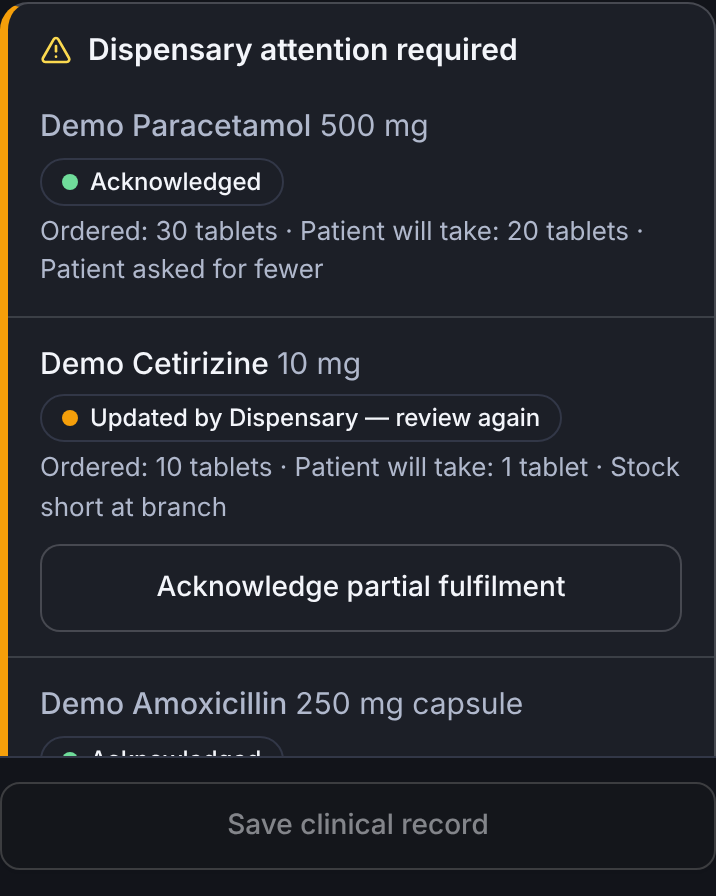 Dispensary attention required
Demo Paracetamol 500 mg
Acknowledged
Ordered: 30 tablets · Patient will take: 20 tablets ·
Patient asked for fewer
Demo Cetirizine 10 mg
Updated by Dispensary — review again
Ordered: 10 tablets · Patient will take: 1 tablet · Stock
short at branch
Acknowledge partial fulfilment
Demo Amoxicillin 250 mg capsule
Acknowledged
Save clinical record